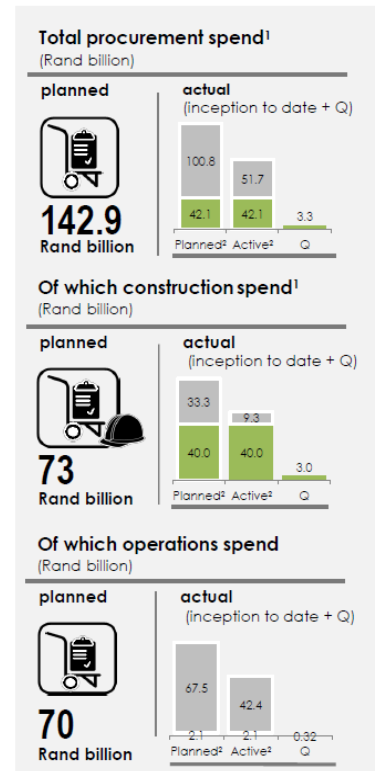 Total procurement spend¹
(Rand billion)
planned
actual
(inception to date + Q)
100.8
51.7
42.1
42.1
3.3
142.9
Rand billion
Planned² Active² Q
Of which construction spend¹
(Rand billion)
planned
actual
(inception to date + Q)
33.3
9.3
40.0
40.0
3.0
73
Rand billion
Planned² Active² Q
Of which operations spend
(Rand billion)
planned
actual
(inception to date + Q)
67.5
42.4
2.1
2.1
0.32
70
Rand billion
Planned² Active² Q